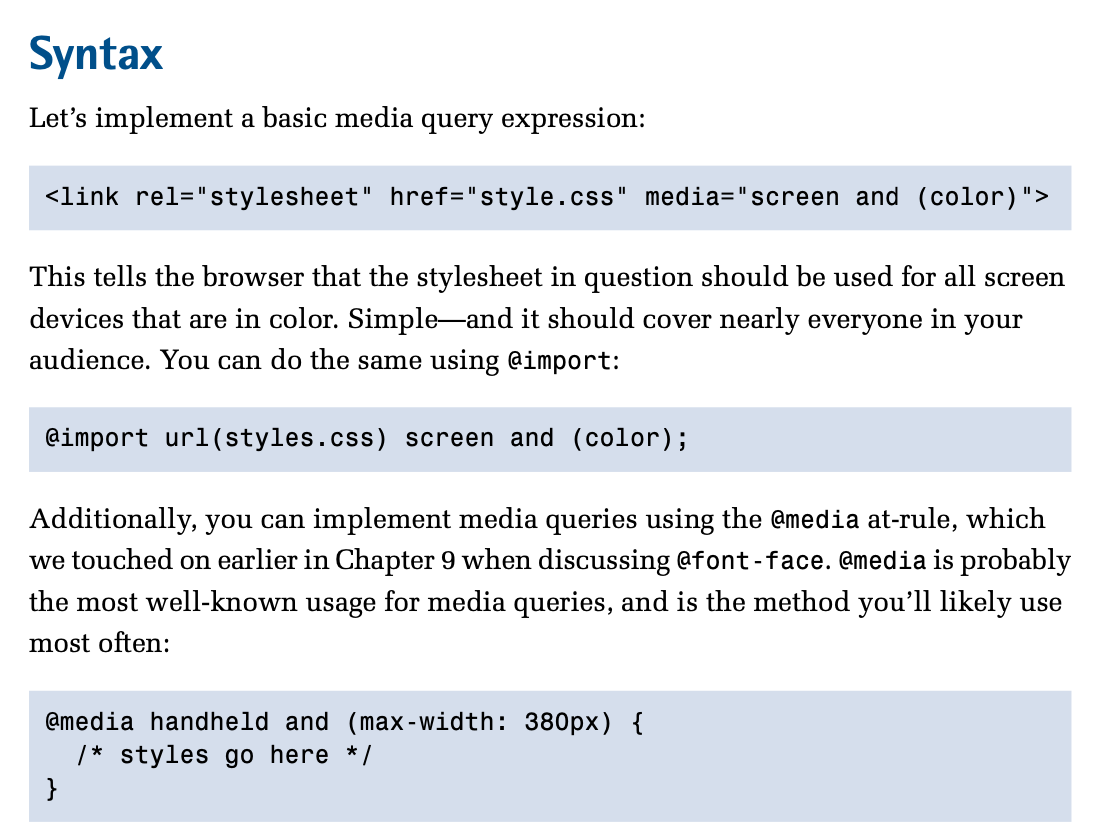 Syntax
Let’s implement a basic media query expression:
<link rel="stylesheet" href="style.css" media="screen and (color)">
This tells the browser that the stylesheet in question should be used for all screen
devices that are in color. Simple—and it should cover nearly everyone in your
audience. You can do the same using @import:
@import url(styles.css) screen and (color);
Additionally, you can implement media queries using the @media at-rule, which
we touched on earlier in Chapter 9 when discussing @font-face. @media is probably
the most well-known usage for media queries, and is the method you’ll likely use
most often:
@media handheld and (max-width: 380px) {
  /* styles go here */
}